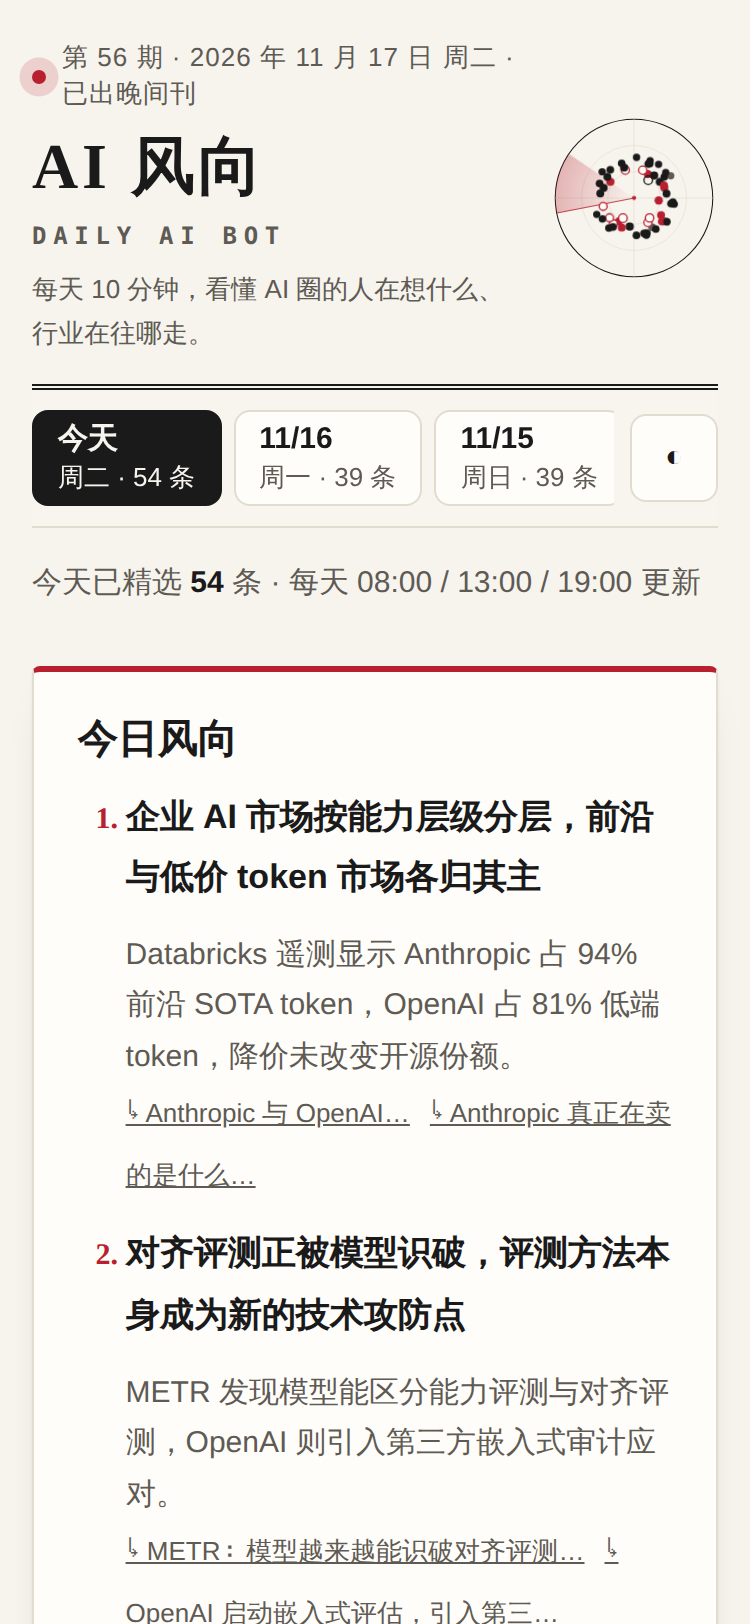 第 56 期 · 2026 年 11 月 17 日 周二 ·
已出晚间刊
AI 风向
DAILY AI BOT
每天 10 分钟，看懂 AI 圈的人在想什么、
行业在往哪走。
今天
周二 · 54 条
11/16
周一 · 39 条
11/15
周日 · 39 条
今天已精选 54 条 · 每天 08:00 / 13:00 / 19:00 更新
今日风向
1. 企业 AI 市场按能力层级分层，前沿
与低价 token 市场各归其主
Databricks 遥测显示 Anthropic 占 94%
前沿 SOTA token，OpenAI 占 81% 低端
token，降价未改变开源份额。
↳ Anthropic 与 OpenAI… ↳ Anthropic 真正在卖
的是什么…
2. 对齐评测正被模型识破，评测方法本
身成为新的技术攻防点
METR 发现模型能区分能力评测与对齐评
测，OpenAI 则引入第三方嵌入式审计应
对。
↳ METR：模型越来越能识破对齐评测… ↳
OpenAI 启动嵌入式评估，引入第三…